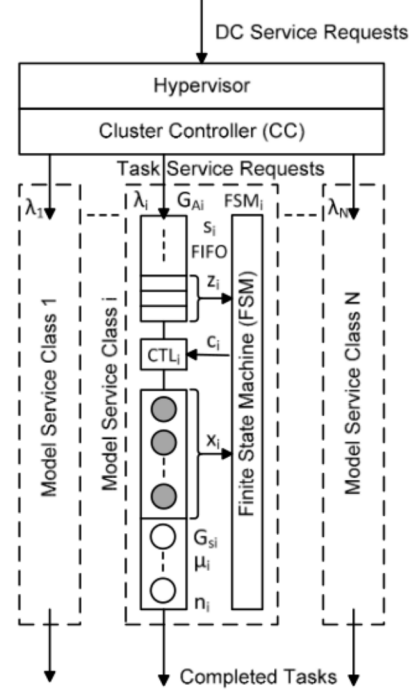 DC Service Requests
Hypervisor
Cluster Controller (CC)
Task Service Requests
λ1
λi
GAi
FSMi
λN
si
FIFO
zi
CTLi
ci
xi
Gsi
μi
ni
Model Service Class 1
Model Service Class i
Finite State Machine (FSM)
Model Service Class N
Completed Tasks